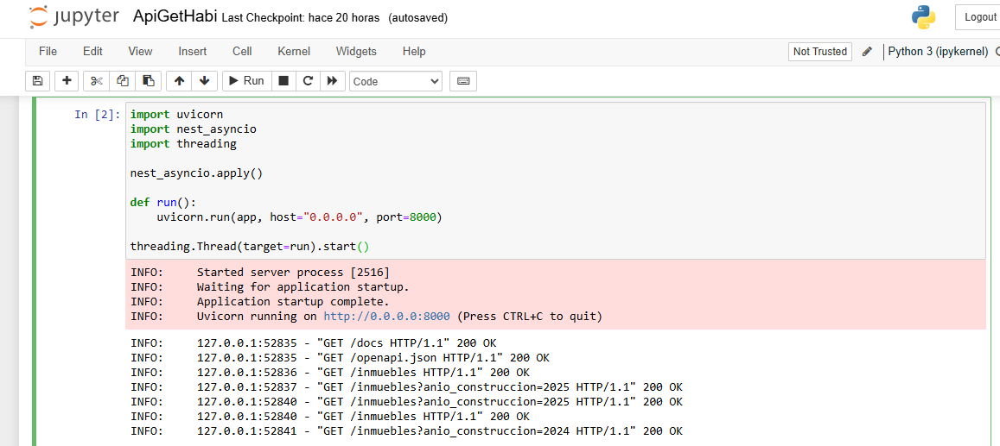 jupyter ApiGetHabi Last Checkpoint: hace 20 horas (autosaved)
Logout
File Edit View Insert Cell Kernel Widgets Help
Not Trusted Python 3 (ipykernel)
Run Code
In [2]: import uvicorn
import nest_asyncio
import threading
nest_asyncio.apply()
def run():
    uvicorn.run(app, host="0.0.0.0", port=8000)
threading.Thread(target=run).start()
INFO:     Started server process [2516]
INFO:     Waiting for application startup.
INFO:     Application startup complete.
INFO:     Uvicorn running on http://0.0.0.0:8000 (Press CTRL+C to quit)
INFO:     127.0.0.1:52835 - "GET /docs HTTP/1.1" 200 OK
INFO:     127.0.0.1:52835 - "GET /openapi.json HTTP/1.1" 200 OK
INFO:     127.0.0.1:52836 - "GET /inmuebles HTTP/1.1" 200 OK
INFO:     127.0.0.1:52837 - "GET /inmuebles?anio_construccion=2025 HTTP/1.1" 200 OK
INFO:     127.0.0.1:52840 - "GET /inmuebles?anio_construccion=2025 HTTP/1.1" 200 OK
INFO:     127.0.0.1:52840 - "GET /inmuebles HTTP/1.1" 200 OK
INFO:     127.0.0.1:52841 - "GET /inmuebles?anio_construccion=2024 HTTP/1.1" 200 OK